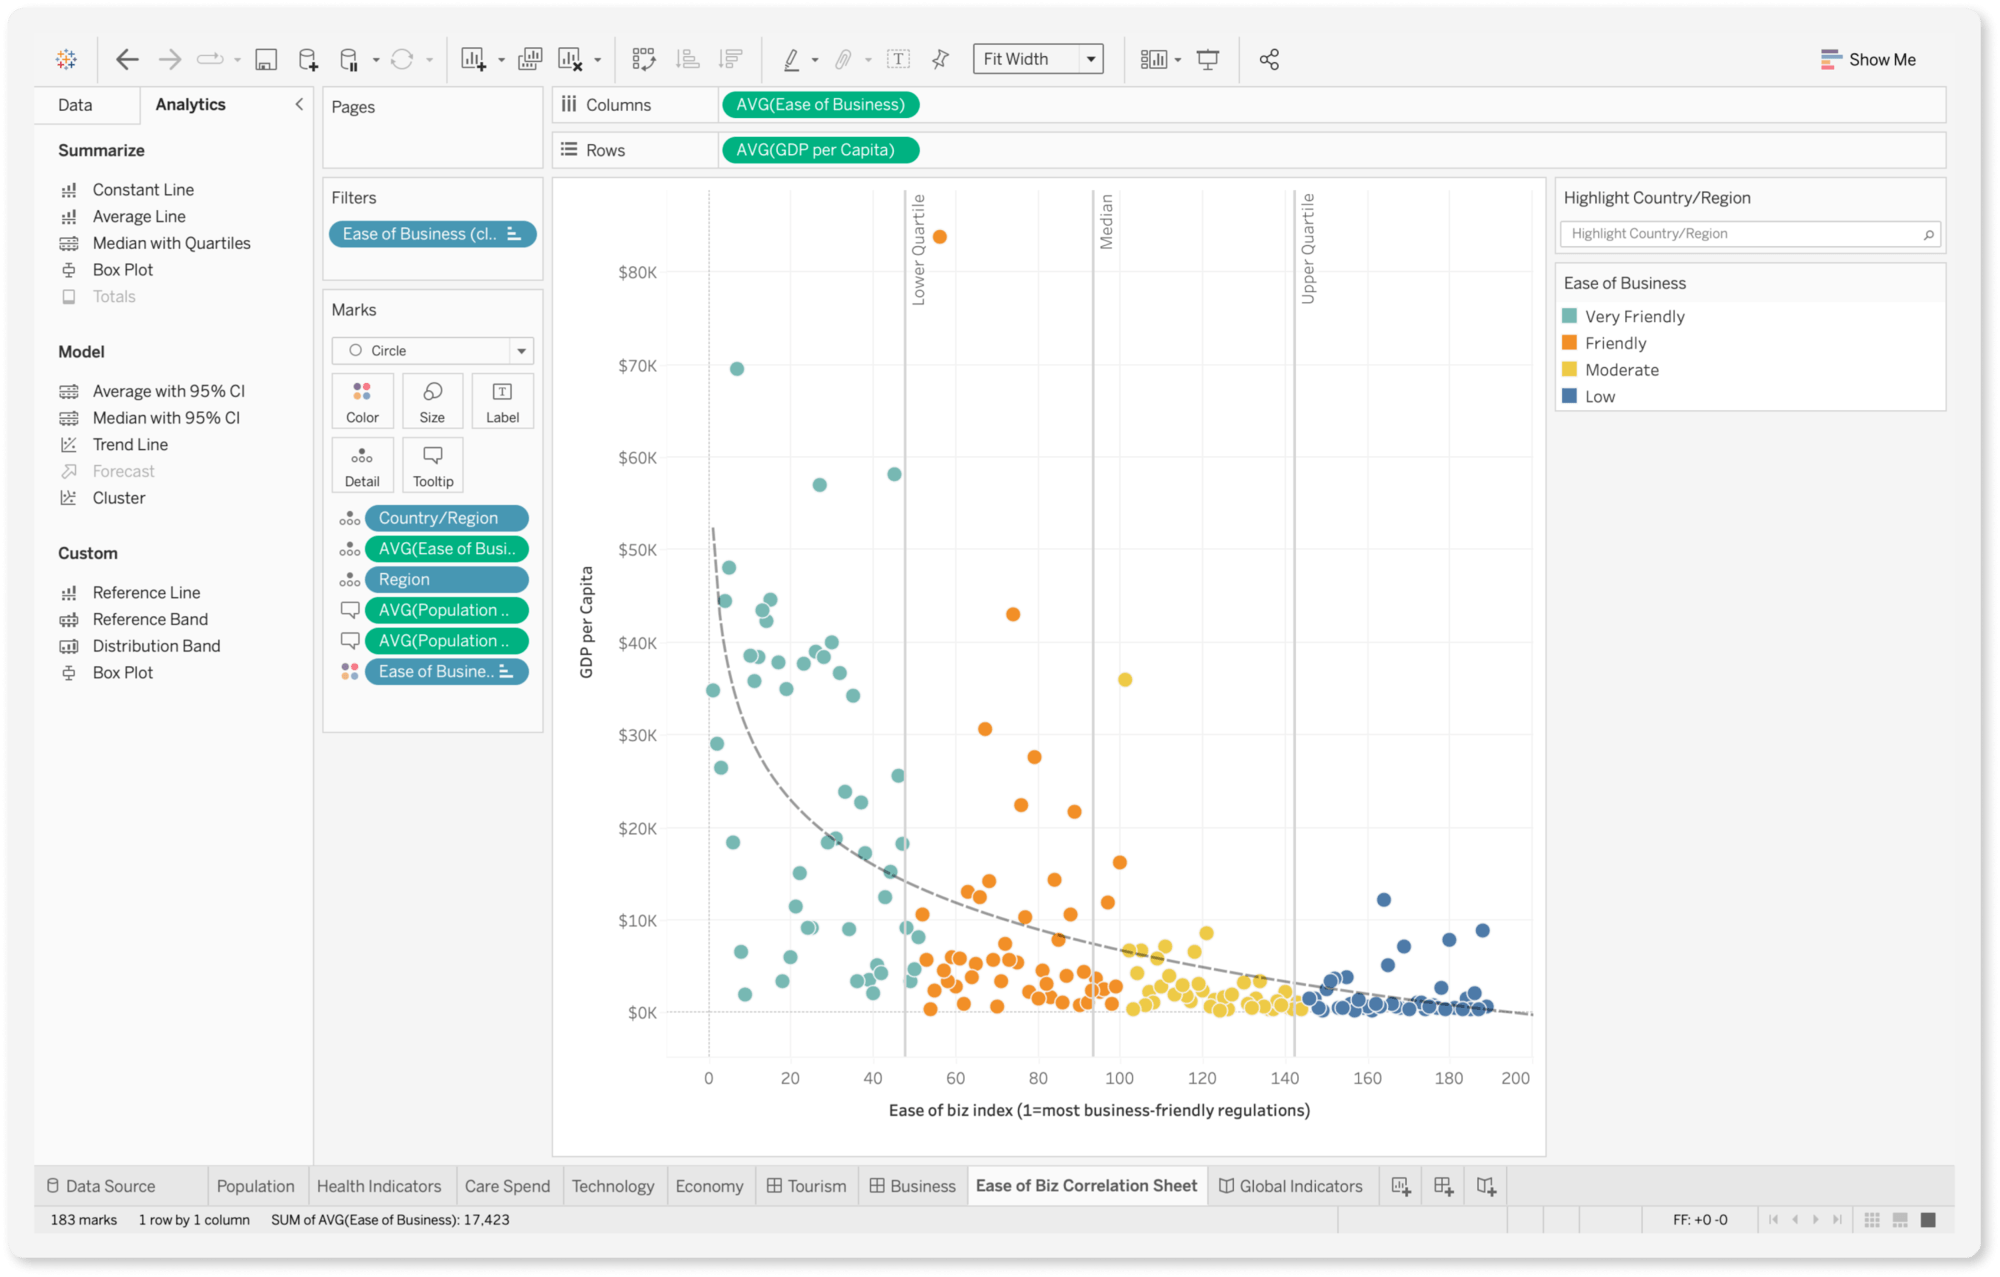 Fit Width
Show Me
Data
Analytics
Summarize
Constant Line
Average Line
Median with Quartiles
Box Plot
Totals
Model
Average with 95% CI
Median with 95% CI
Trend Line
Forecast
Cluster
Custom
Reference Line
Reference Band
Distribution Band
Box Plot
Pages
Filters
Ease of Business (cl..
Marks
Circle
Color
Size
T
Label
Detail
Tooltip
Country/Region
AVG(Ease of Busi..
Region
AVG(Population ..
AVG(Population ..
Ease of Busine..
Columns
AVG(Ease of Business)
Rows
AVG(GDP per Capita)
Lower Quartile
Median
Upper Quartile
GDP per Capita
$80K
$70K
$60K
$50K
$40K
$30K
$20K
$10K
$0K
0 20 40 60 80 100 120 140 160 180 200
Ease of biz index (1=most business-friendly regulations)
Highlight Country/Region
Highlight Country/Region
Ease of Business
Very Friendly
Friendly
Moderate
Low
Data Source Population Health Indicators Care Spend Technology Economy Tourism Business Ease of Biz Correlation Sheet Global Indicators
183 marks 1 row by 1 column SUM of AVG(Ease of Business): 17,423 FF: +0 -0